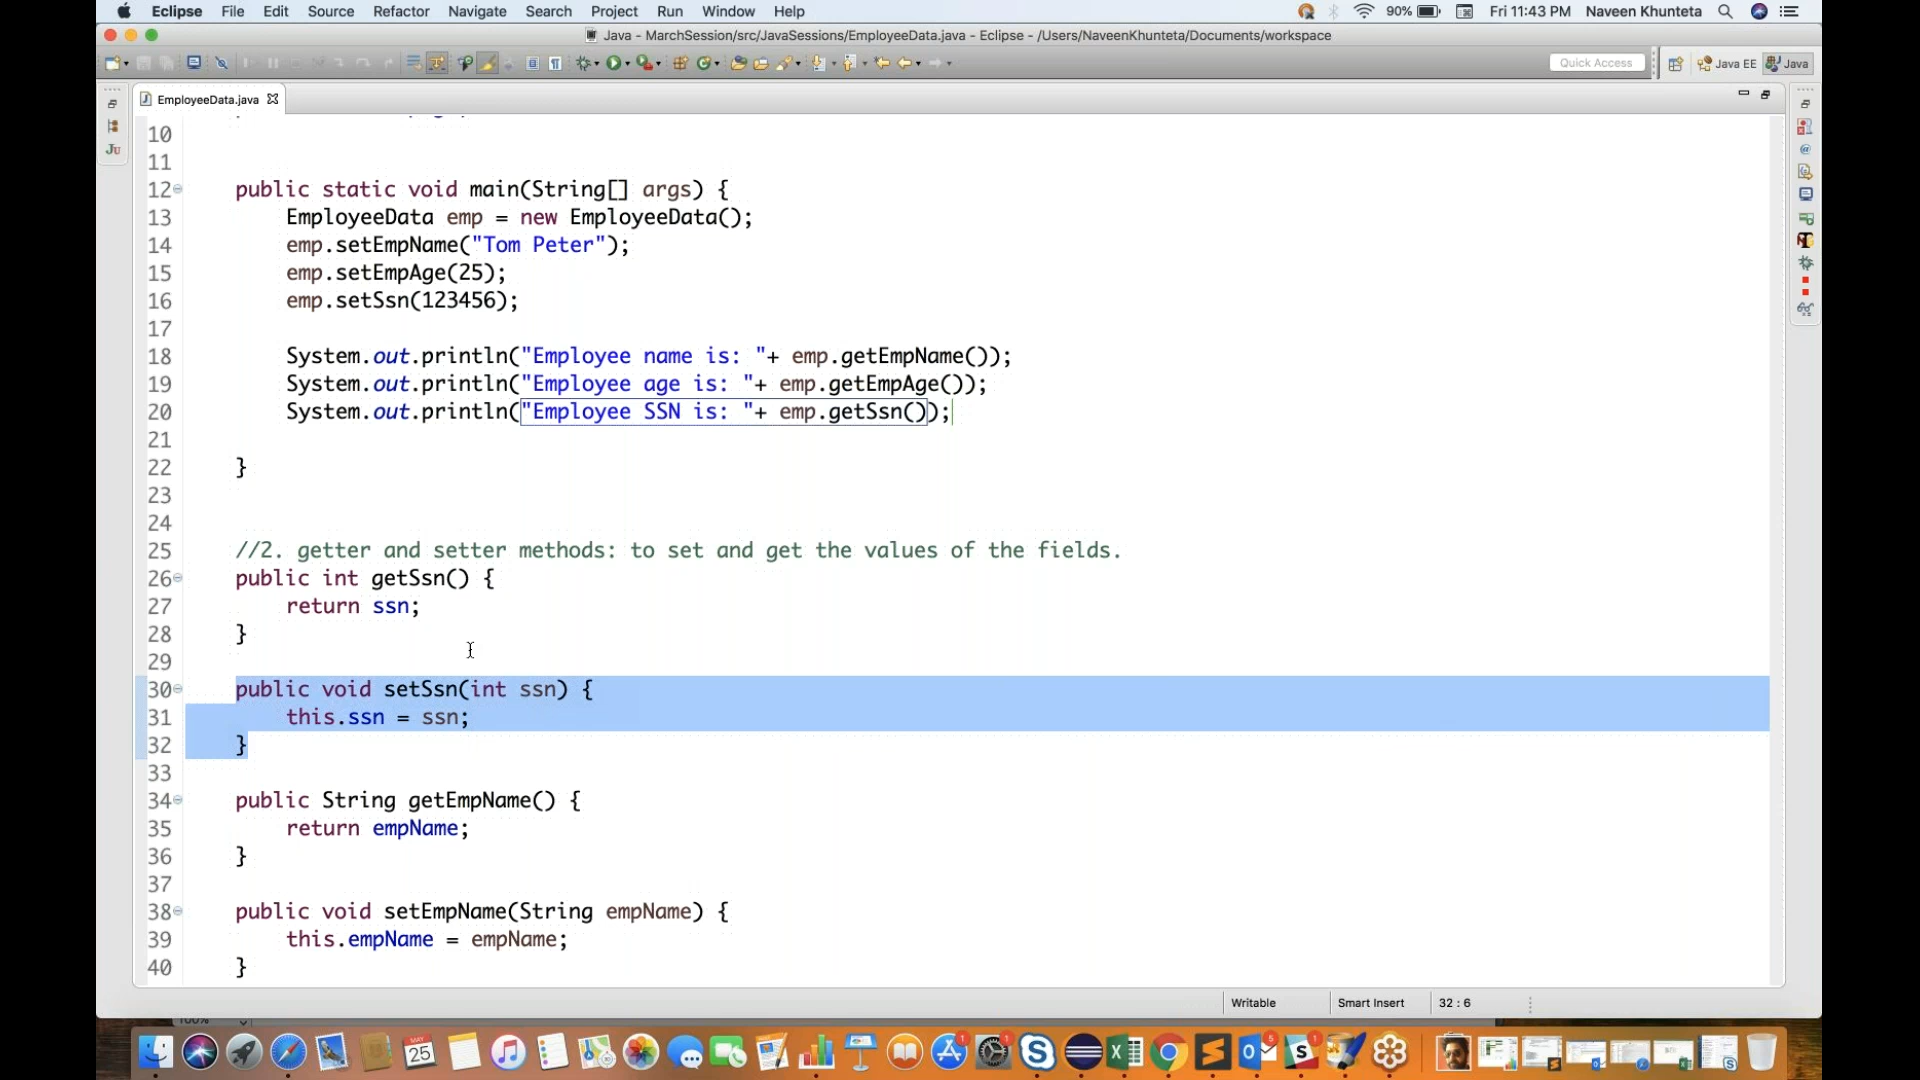 Eclipse File Edit Source Refactor Navigate Search Project Run Window Help 90% Fri 11:43 PM Naveen Khunteta
Java - MarchSession/src/JavaSessions/EmployeeData.java - Eclipse - /Users/NaveenKhunteta/Documents/workspace
Quick Access Java EE Java
EmployeeData.java
10
11
12 public static void main(String[] args) {
13 EmployeeData emp = new EmployeeData();
14 emp.setEmpName("Tom Peter");
15 emp.setEmpAge(25);
16 emp.setSsn(123456);
17
18 System.out.println("Employee name is: "+ emp.getEmpName());
19 System.out.println("Employee age is: "+ emp.getEmpAge());
20 System.out.println("Employee SSN is: "+ emp.getSsn());
21
22 }
23
24
25 //2. getter and setter methods: to set and get the values of the fields.
26 public int getSsn() {
27 return ssn;
28 }
29
30 public void setSsn(int ssn) {
31 this.ssn = ssn;
32 }
33
34 public String getEmpName() {
35 return empName;
36 }
37
38 public void setEmpName(String empName) {
39 this.empName = empName;
40 }
Writable Smart Insert 32 : 6
25